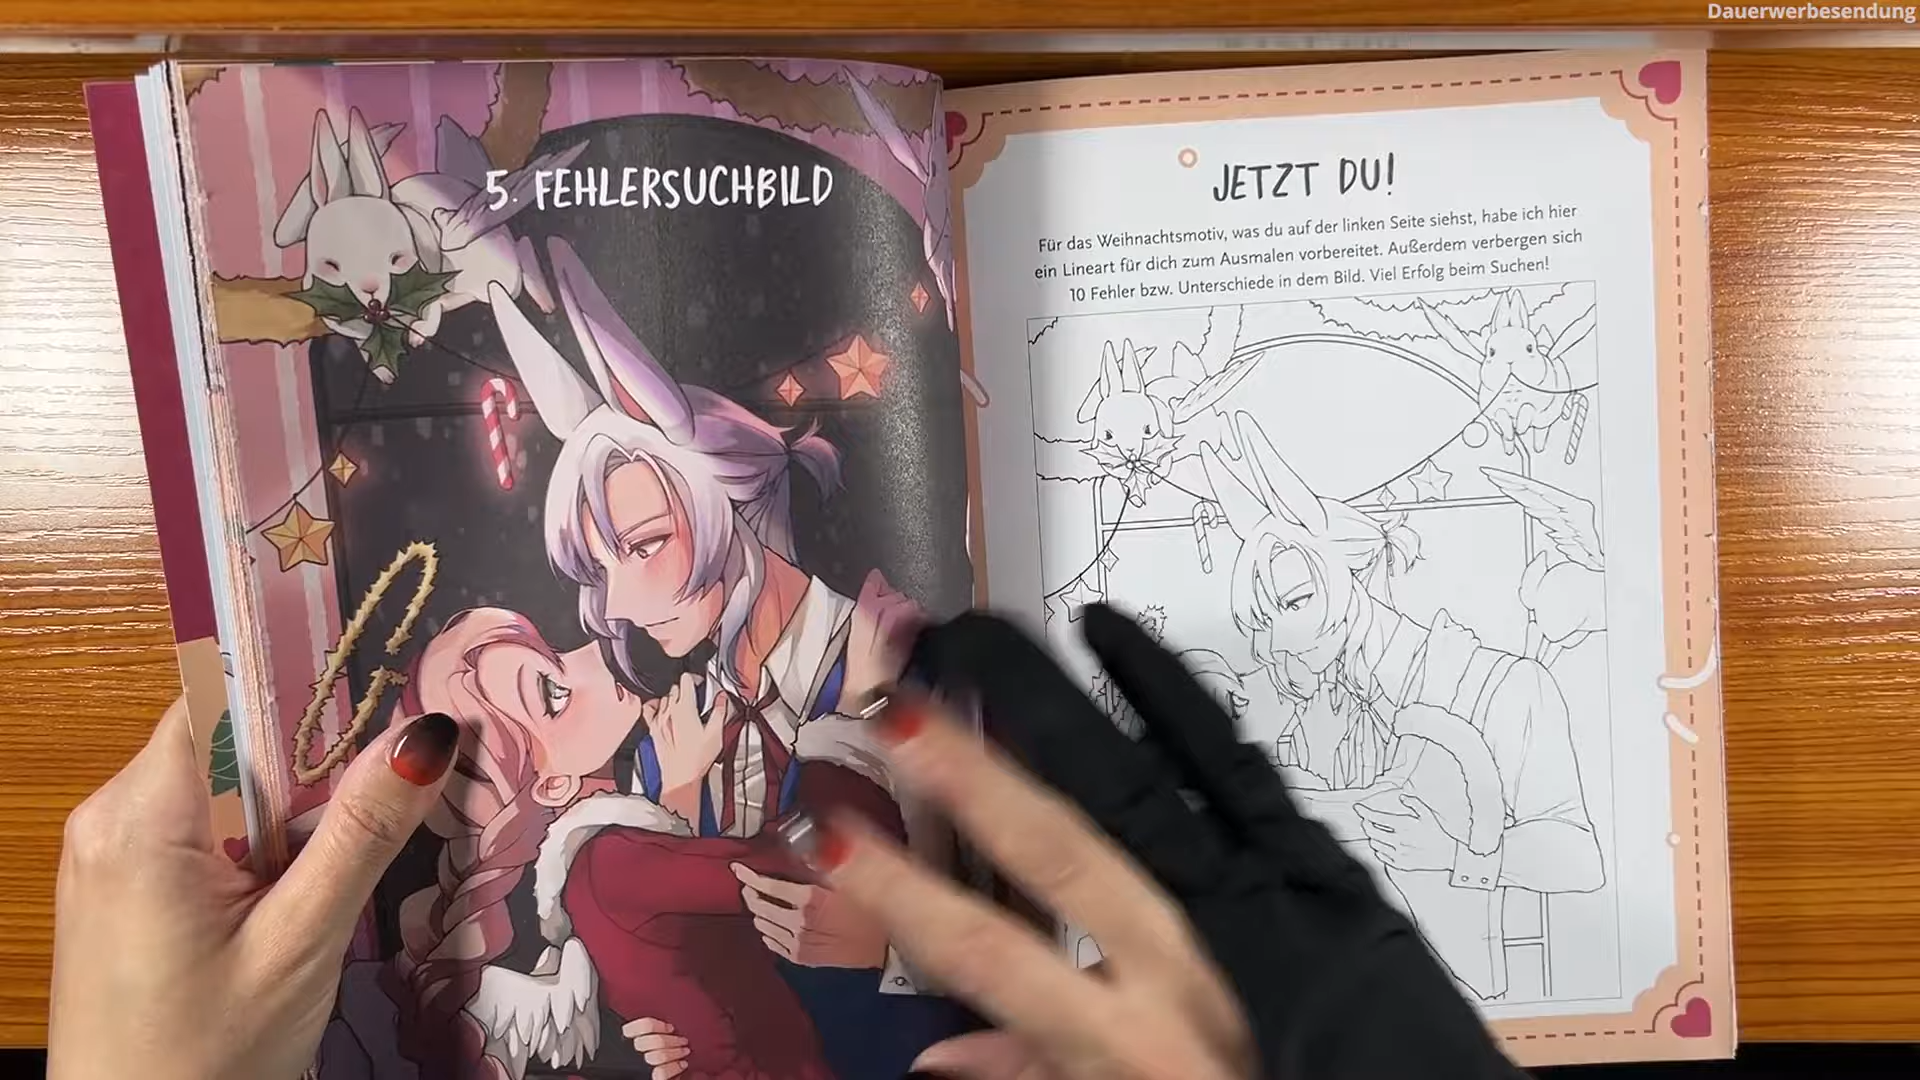 Dauerwerbesendung
5. FEHLERSUCHBILD
JETZT DU!
Für das Weihnachtsmotiv, was du auf der linken Seite siehst, habe ich hier
ein Lineart für dich zum Ausmalen vorbereitet. Außerdem verbergen sich
10 Fehler bzw. Unterschiede in dem Bild. Viel Erfolg beim Suchen!